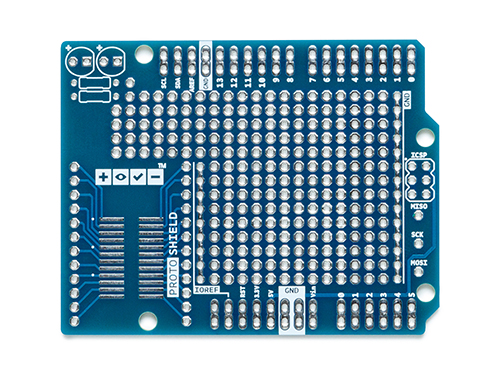 SCL
SDA
AREF
GND
13
12
11
10
9
8
7
6
5
4
3
2
1
0
GND
ICSP
TM
MISO
SCK
MOSI
PROTO SHIELD
IOREF
RST
3.3V
5V
GND
Vin
A0
A1
A2
A3
A4
A5